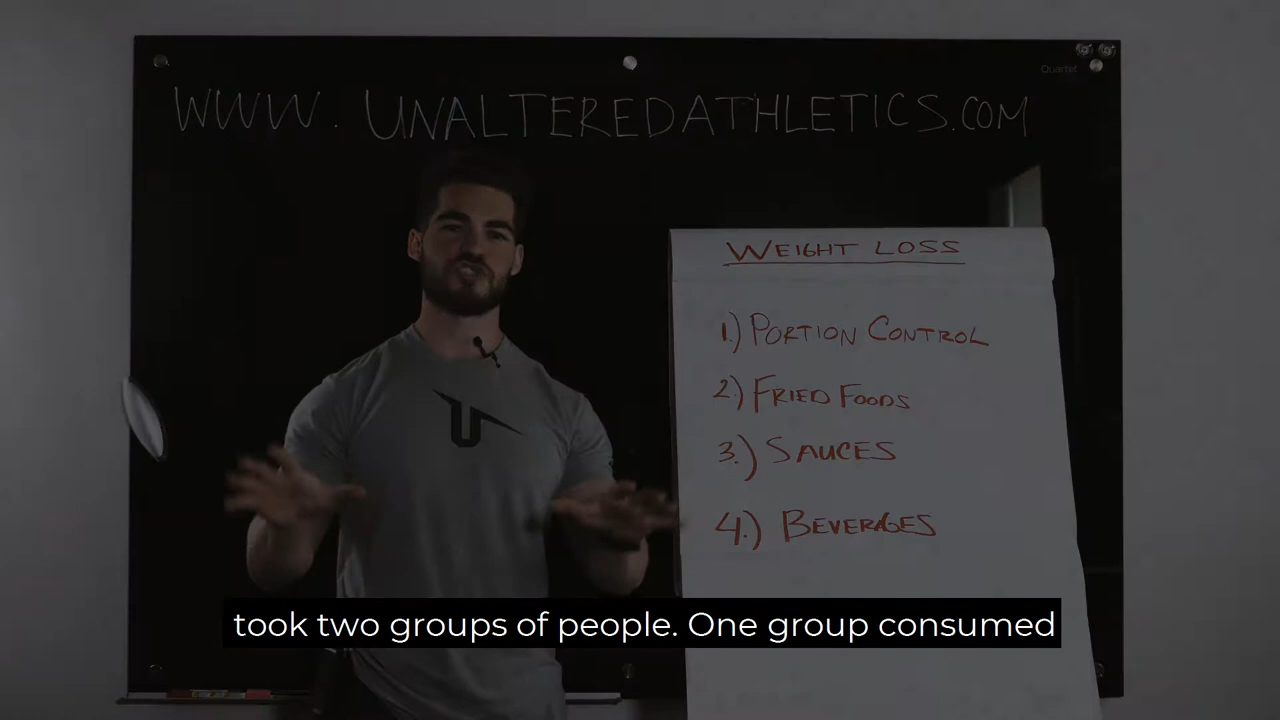 Quartet
WWW. UNALTEREDATHLETICS.COM
WEIGHT LOSS
1.) PORTION CONTROL
2.) FRIED FOODS
3.) SAUCES
4.) BEVERAGES
U
took two groups of people. One group consumed